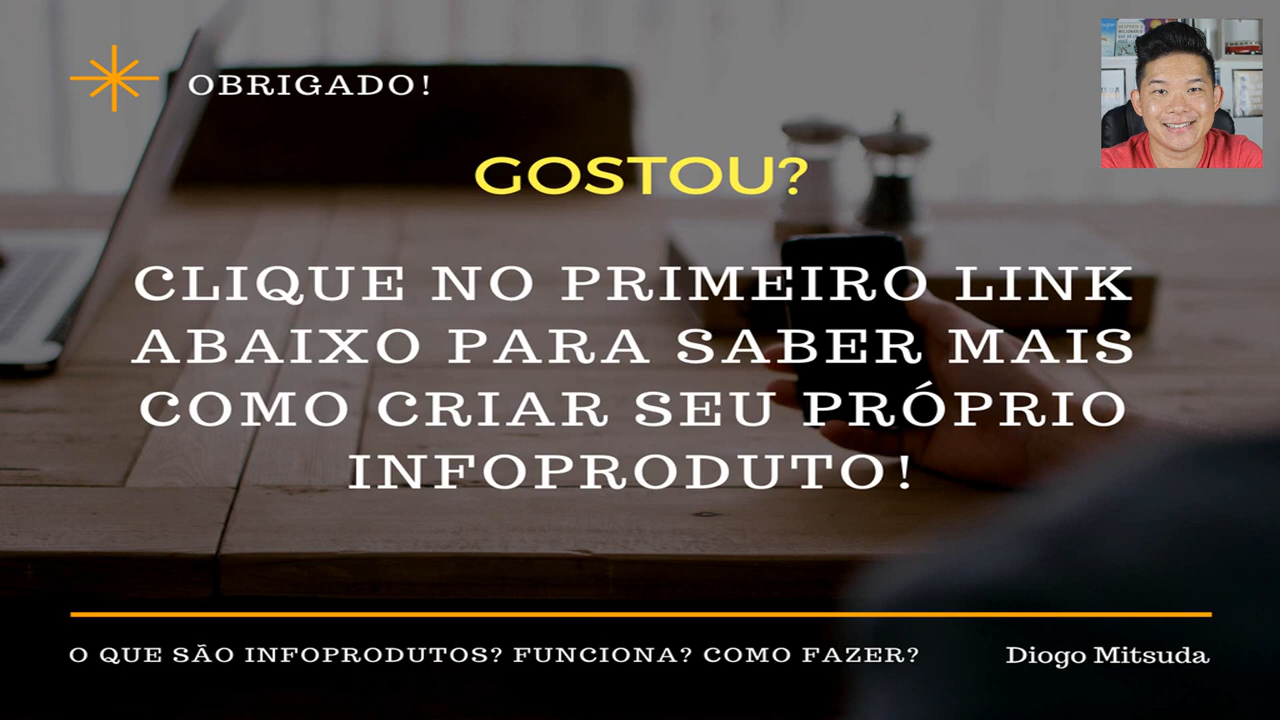 OBRIGADO!
GOSTOU?
CLIQUE NO PRIMEIRO LINK
ABAIXO PARA SABER MAIS
COMO CRIAR SEU PRÓPRIO
INFOPRODUTO!
O QUE SÃO INFOPRODUTOS? FUNCIONA? COMO FAZER?
Diogo Mitsuda